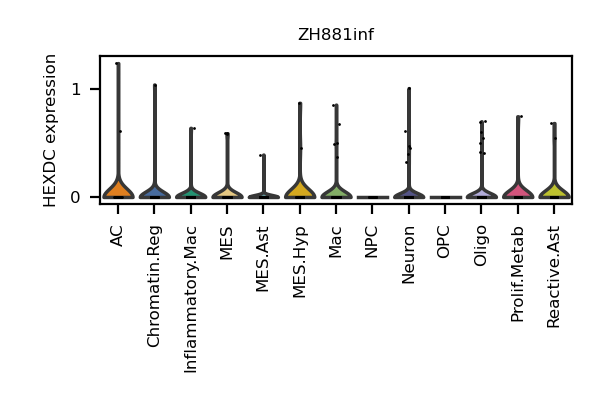 ZH881inf
HEXDC expression
1
0
AC
Chromatin.Reg
Inflammatory.Mac
MES
MES.Ast
MES.Hyp
Mac
NPC
Neuron
OPC
Oligo
Prolif.Metab
Reactive.Ast